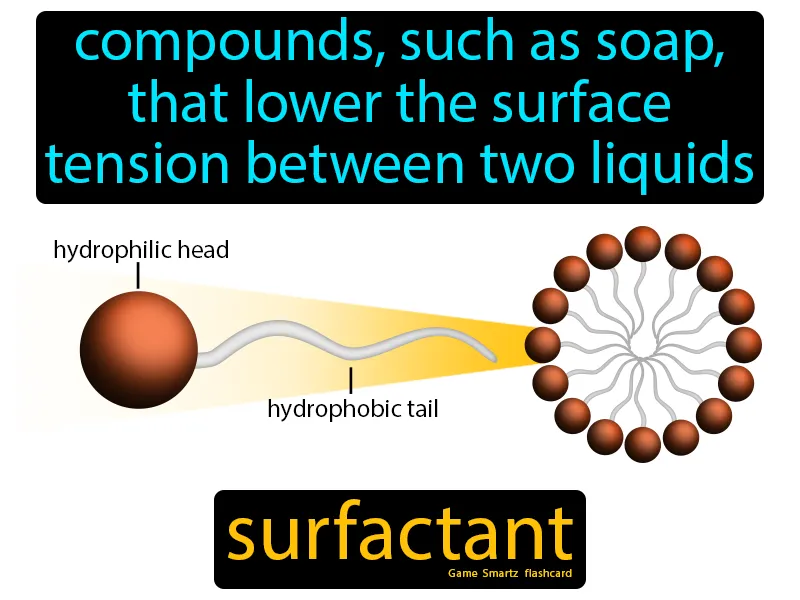 compounds, such as soap,
that lower the surface
tension between two liquids
hydrophilic head
hydrophobic tail
surfactant
Game Smartz flashcard